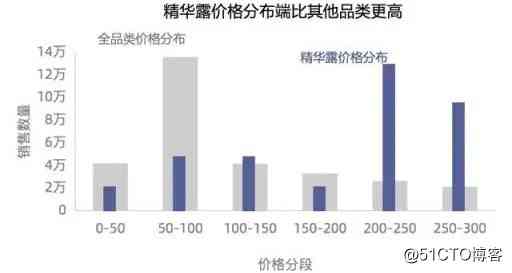 精华露价格分布端比其他品类更高
全品类价格分布
精华露价格分布
14万
12万
10万
8万
6万
4万
2万
0
销售数量
0-50 50-100 100-150 150-200 200-250 250-300
价格分段
@51CTO博客